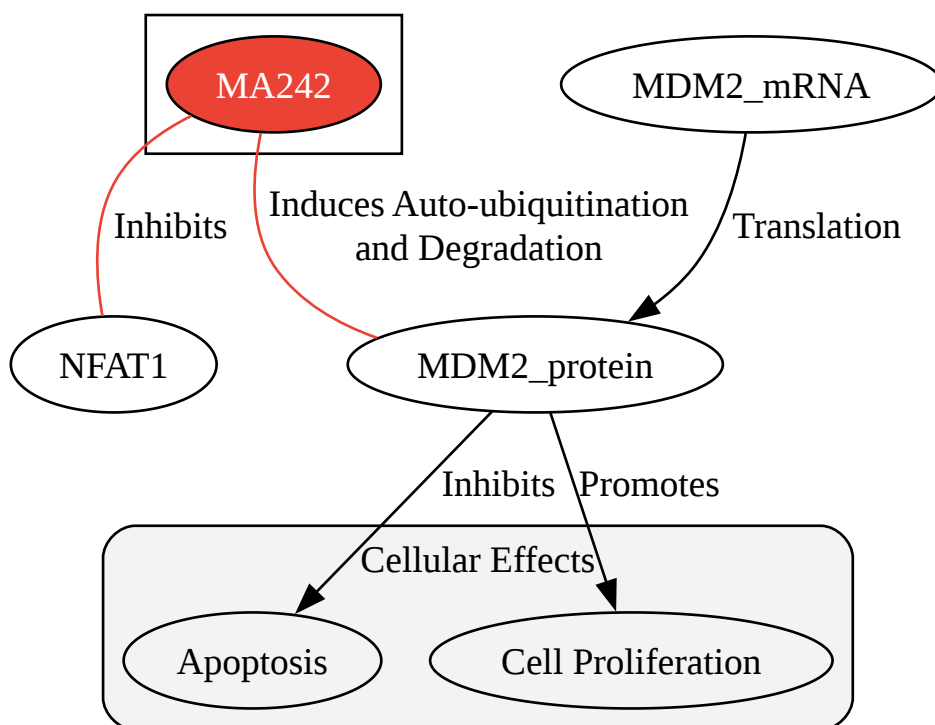 MA242
MDM2_mRNA
Inhibits
Induces Auto-ubiquitination
and Degradation
Translation
NFAT1
MDM2_protein
Inhibits
Promotes
Cellular Effects
Apoptosis
Cell Proliferation